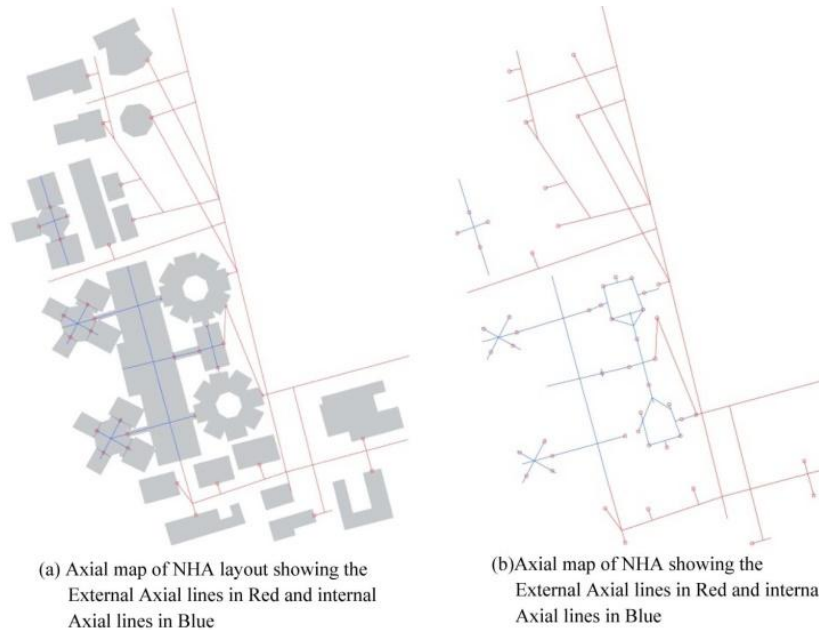 (a) Axial map of NHA layout showing the
External Axial lines in Red and internal
Axial lines in Blue
(b)Axial map of NHA showing the
External Axial lines in Red and interna
Axial lines in Blue